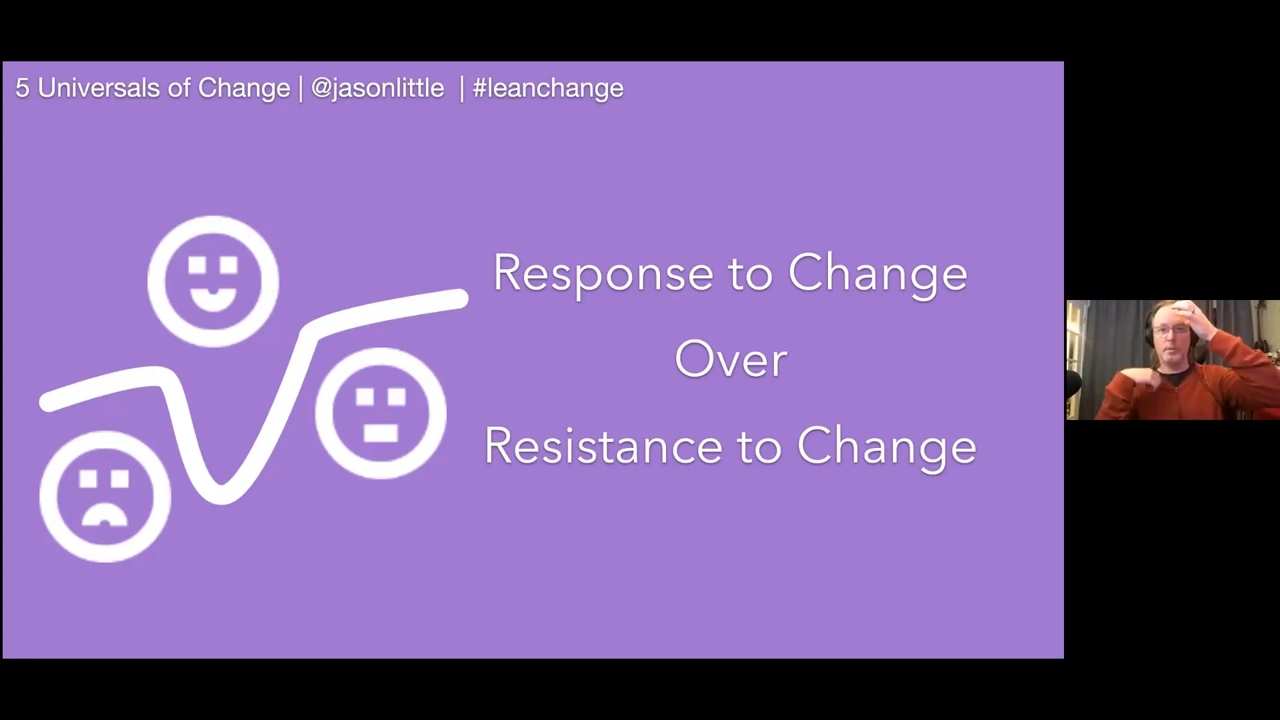 5 Universals of Change | @jasonlittle | #leanchange
Response to Change
Over
Resistance to Change